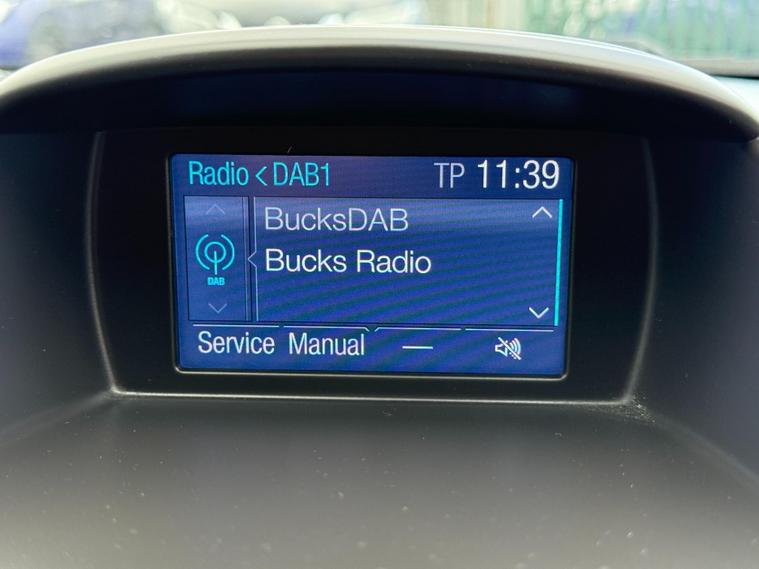 Radio < DAB1 TP 11:39
BucksDAB
Bucks Radio
DAB
Service Manual —